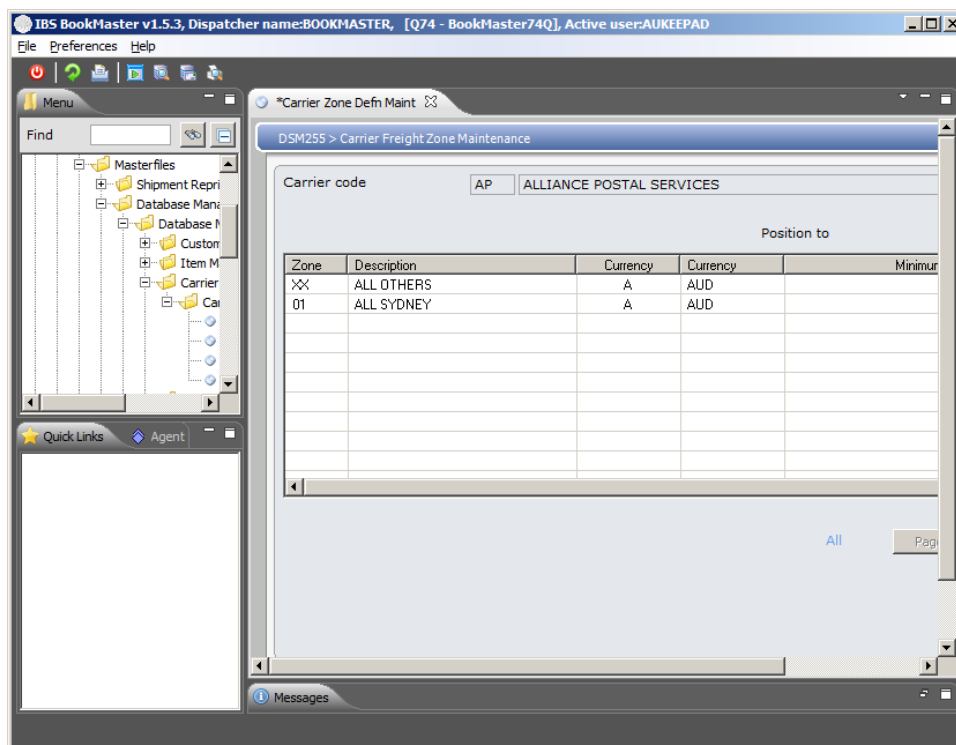 IBS BookMaster v1.5.3, Dispatcher name:BOOKMASTER, [Q74 - BookMaster74Q], Active user:AUKEEPAD
File Preferences Help
Menu
*Carrier Zone Defn Maint
Find
DSM255 > Carrier Freight Zone Maintenance
Masterfiles
Shipment Repri
Database Mana
Database M
Custom
Item M
Carrier
Car
Carrier code AP ALLIANCE POSTAL SERVICES
Position to
Zone Description Currency Currency Minimur
XX ALL OTHERS A AUD
01 ALL SYDNEY A AUD
Quick Links Agent
All Page
Messages